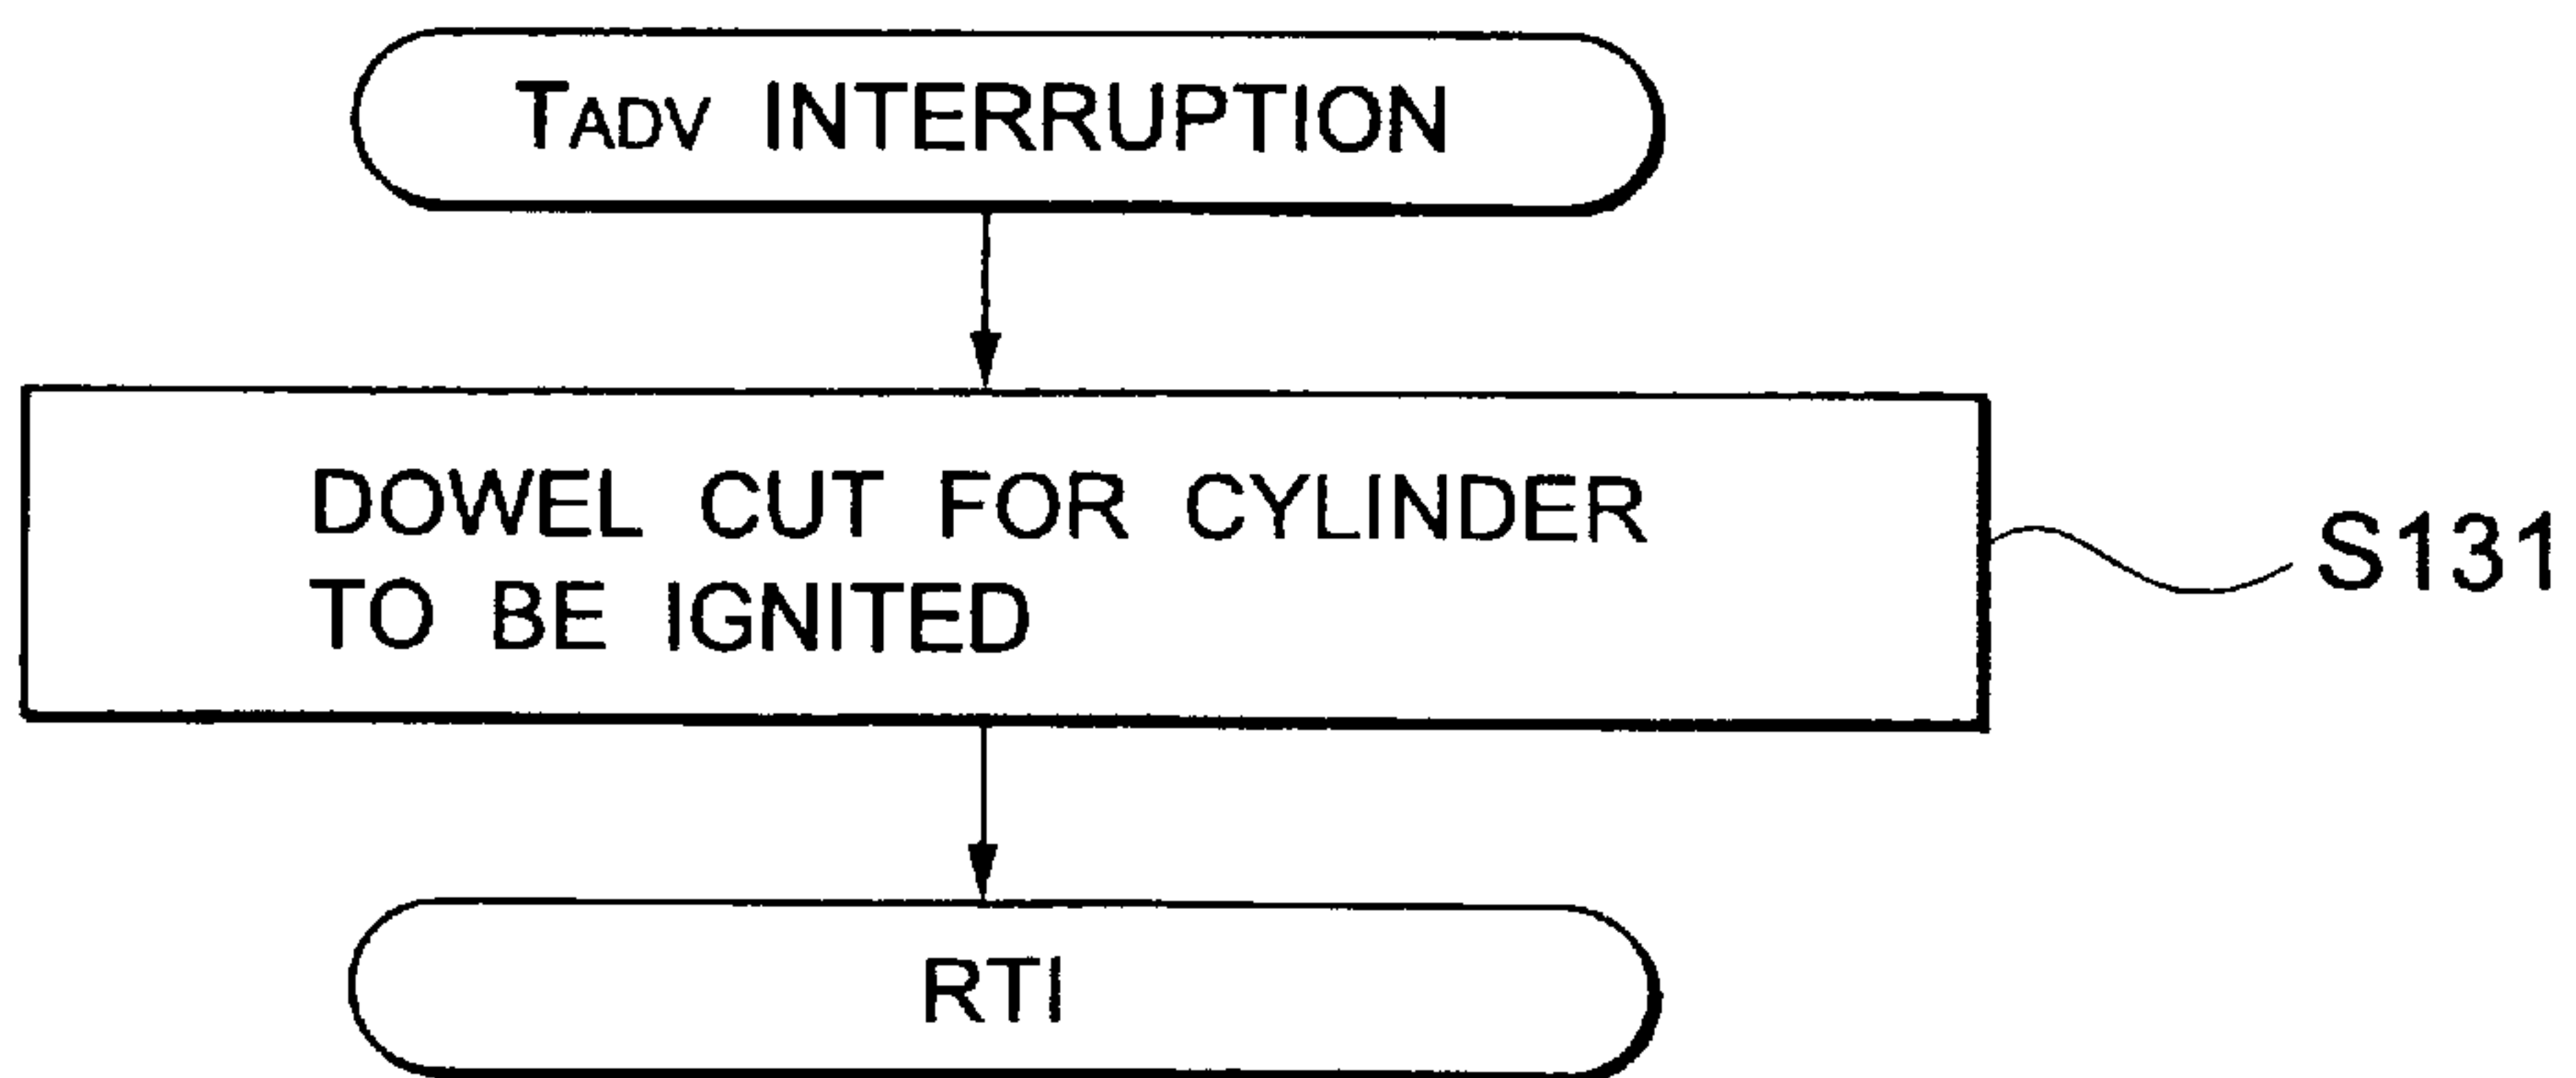 TADV INTERRUPTION
DOWEL CUT FOR CYLINDER
TO BE IGNITED
S131
RTI